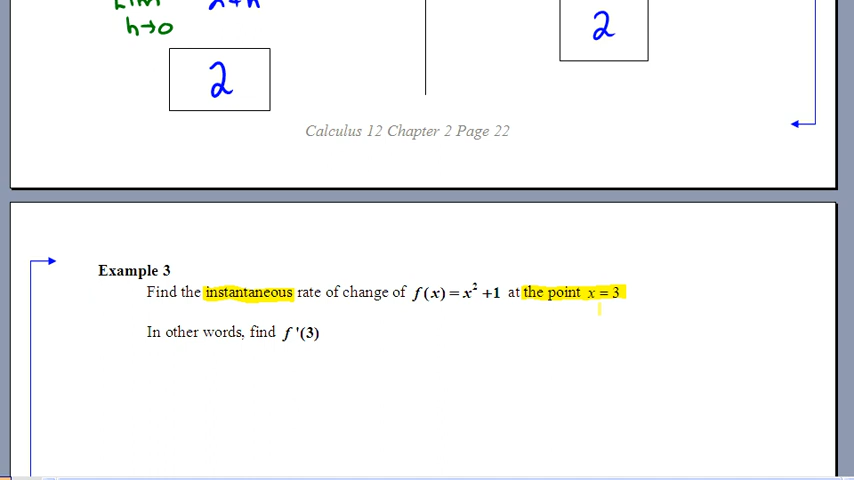 2+h
h→0
2
2
Calculus 12 Chapter 2 Page 22
Example 3
Find the instantaneous rate of change of f(x)=x²+1 at the point x = 3
In other words, find f '(3)